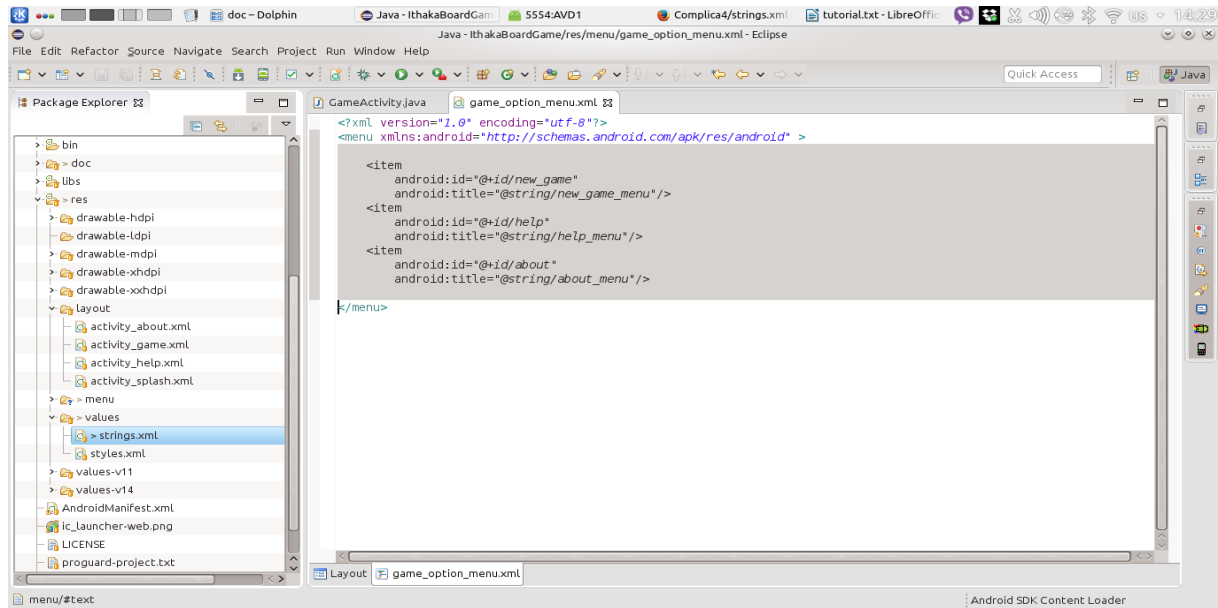 doc – Dolphin
Java - IthakaBoardGam
5554:AVD1
Complica4/strings.xml
tutorial.txt - LibreOffic
us
14:29
Java - IthakaBoardGame/res/menu/game_option_menu.xml - Eclipse
File Edit Refactor Source Navigate Search Project Run Window Help
Quick Access
Java
Package Explorer
GameActivity.java
game_option_menu.xml
bin
> doc
libs
> res
drawable-hdpi
drawable-ldpi
drawable-mdpi
drawable-xhdpi
drawable-xxhdpi
layout
activity_about.xml
activity_game.xml
activity_help.xml
activity_splash.xml
> menu
> values
> strings.xml
styles.xml
values-v11
values-v14
AndroidManifest.xml
ic_launcher-web.png
LICENSE
proguard-project.txt
<?xml version="1.0" encoding="utf-8"?>
<menu xmlns:android="http://schemas.android.com/apk/res/android" >
<item
android:id="@+id/new_game"
android:title="@string/new_game_menu"/>
<item
android:id="@+id/help"
android:title="@string/help_menu"/>
<item
android:id="@+id/about"
android:title="@string/about_menu"/>
</menu>
Layout
game_option_menu.xml
menu/#text
Android SDK Content Loader